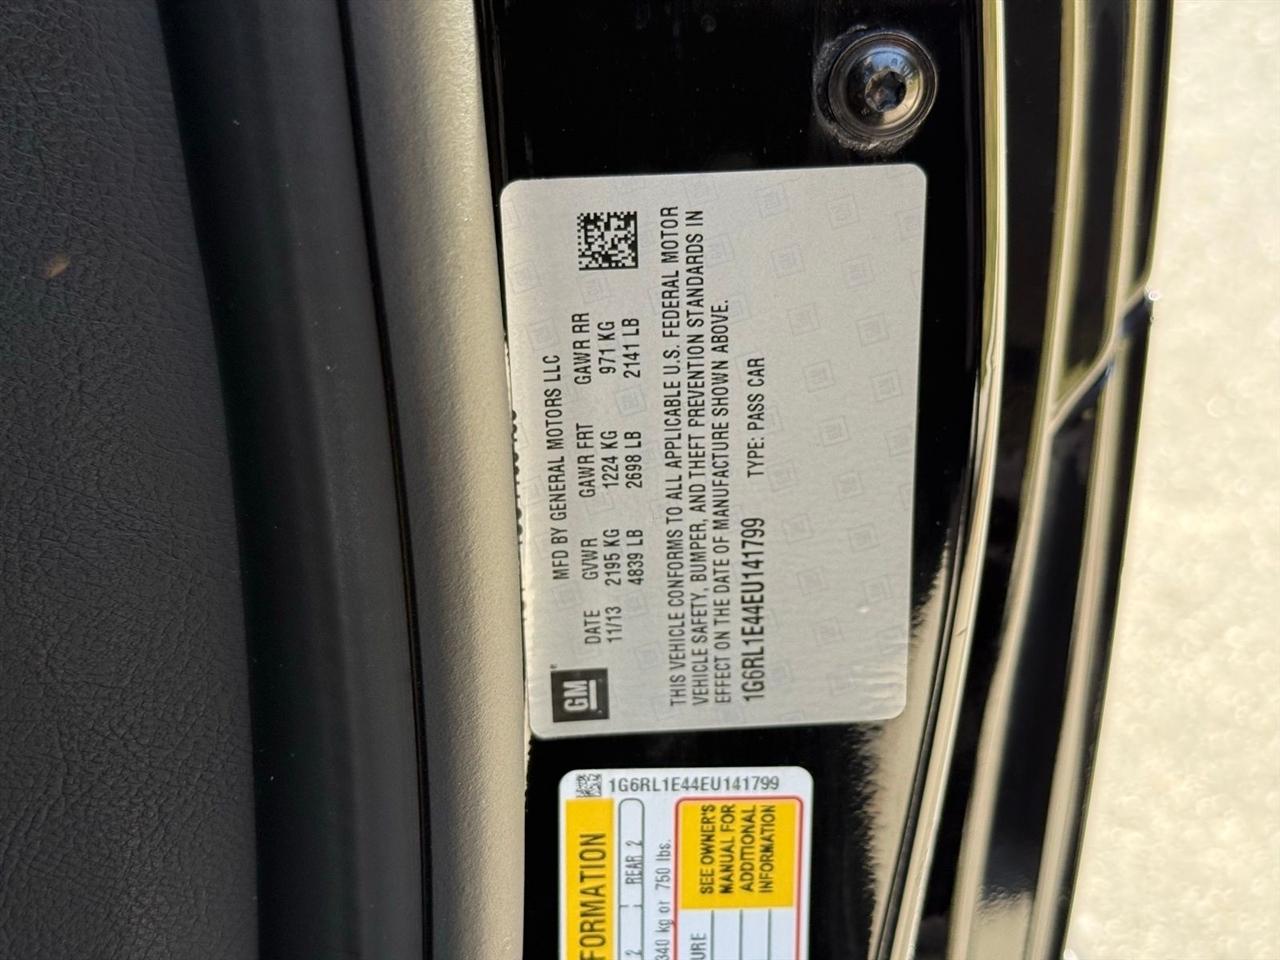 GM
MFD BY GENERAL MOTORS LLC
DATE GVWR GAWR FRT GAWR RR
11/13 2195 KG 1224 KG 971 KG
4839 LB 2698 LB 2141 LB
THIS VEHICLE CONFORMS TO ALL APPLICABLE U.S. FEDERAL MOTOR
VEHICLE SAFETY, BUMPER, AND THEFT PREVENTION STANDARDS IN
EFFECT ON THE DATE OF MANUFACTURE SHOWN ABOVE.
1G6RL1E44EU141799 TYPE: PASS CAR
FORMATION
2 REAR 2
340 kg or 750 lbs.
1G6RL1E44EU141799
URE
SEE OWNER'S
MANUAL FOR
ADDITIONAL
INFORMATION